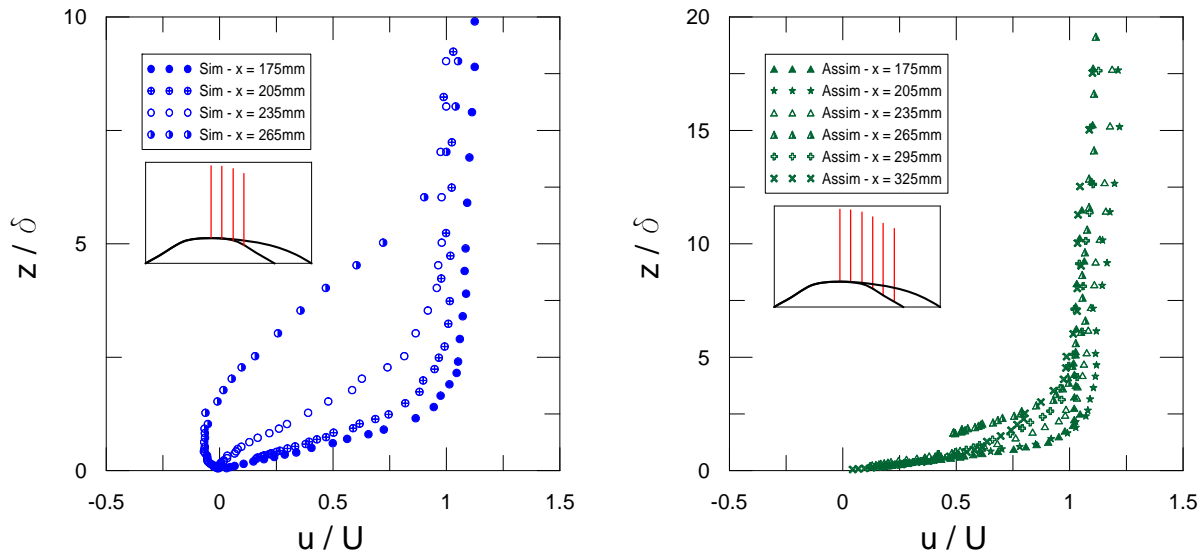 10
5
0
z / δ
Sim - x = 175mm
Sim - x = 205mm
Sim - x = 235mm
Sim - x = 265mm
-0.5 0 0.5 1 1.5
u / U
20
15
10
5
0
z / δ
Assim - x = 175mm
Assim - x = 205mm
Assim - x = 235mm
Assim - x = 265mm
Assim - x = 295mm
Assim - x = 325mm
-0.5 0 0.5 1 1.5
u / U